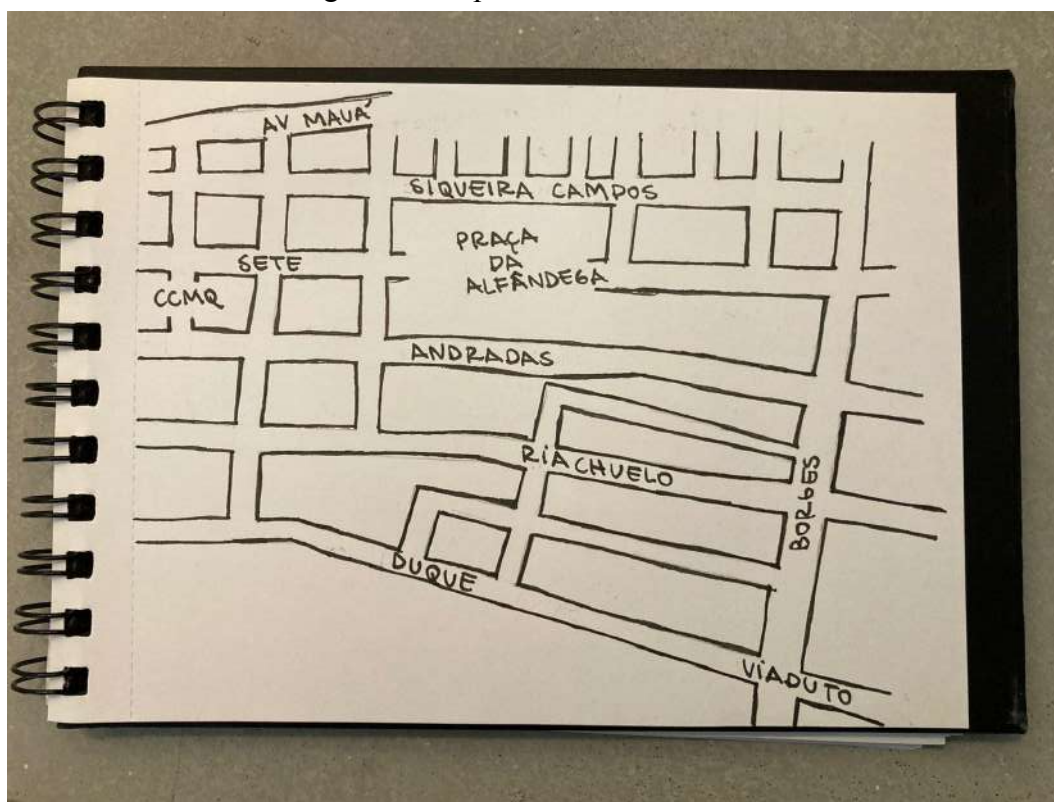 AV MAUÁ
SIQUEIRA CAMPOS
PRAÇA
DA
ALFÂNDEGA
SETE
CCMQ
ANDRADAS
RIACHUELO
BORGES
DUQUE
VIADUTO